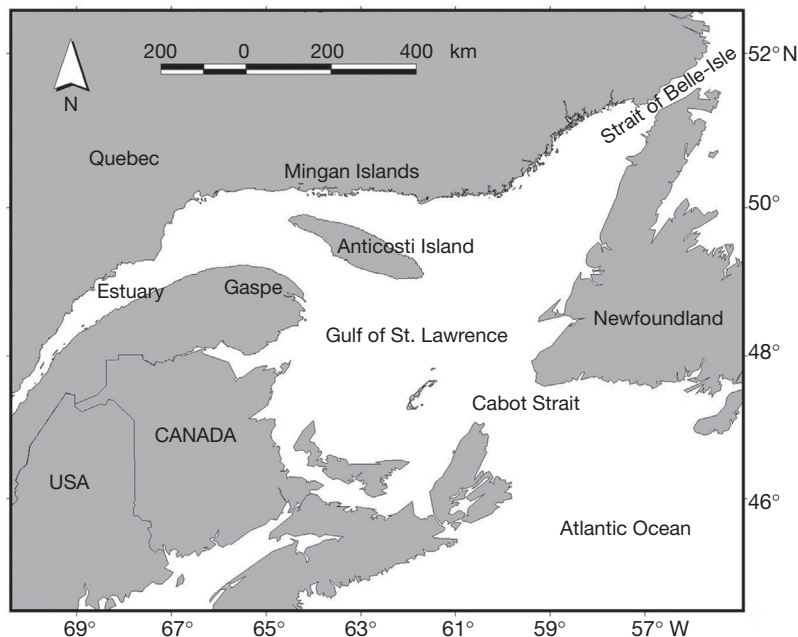 200 0 200 400 km
N
52° N
Strait of Belle-Isle
Quebec
Mingan Islands
50°
Anticosti Island
Estuary
Gaspe
Gulf of St. Lawrence
Newfoundland
48°
Cabot Strait
CANADA
USA
46°
Atlantic Ocean
69° 67° 65° 63° 61° 59° 57° W